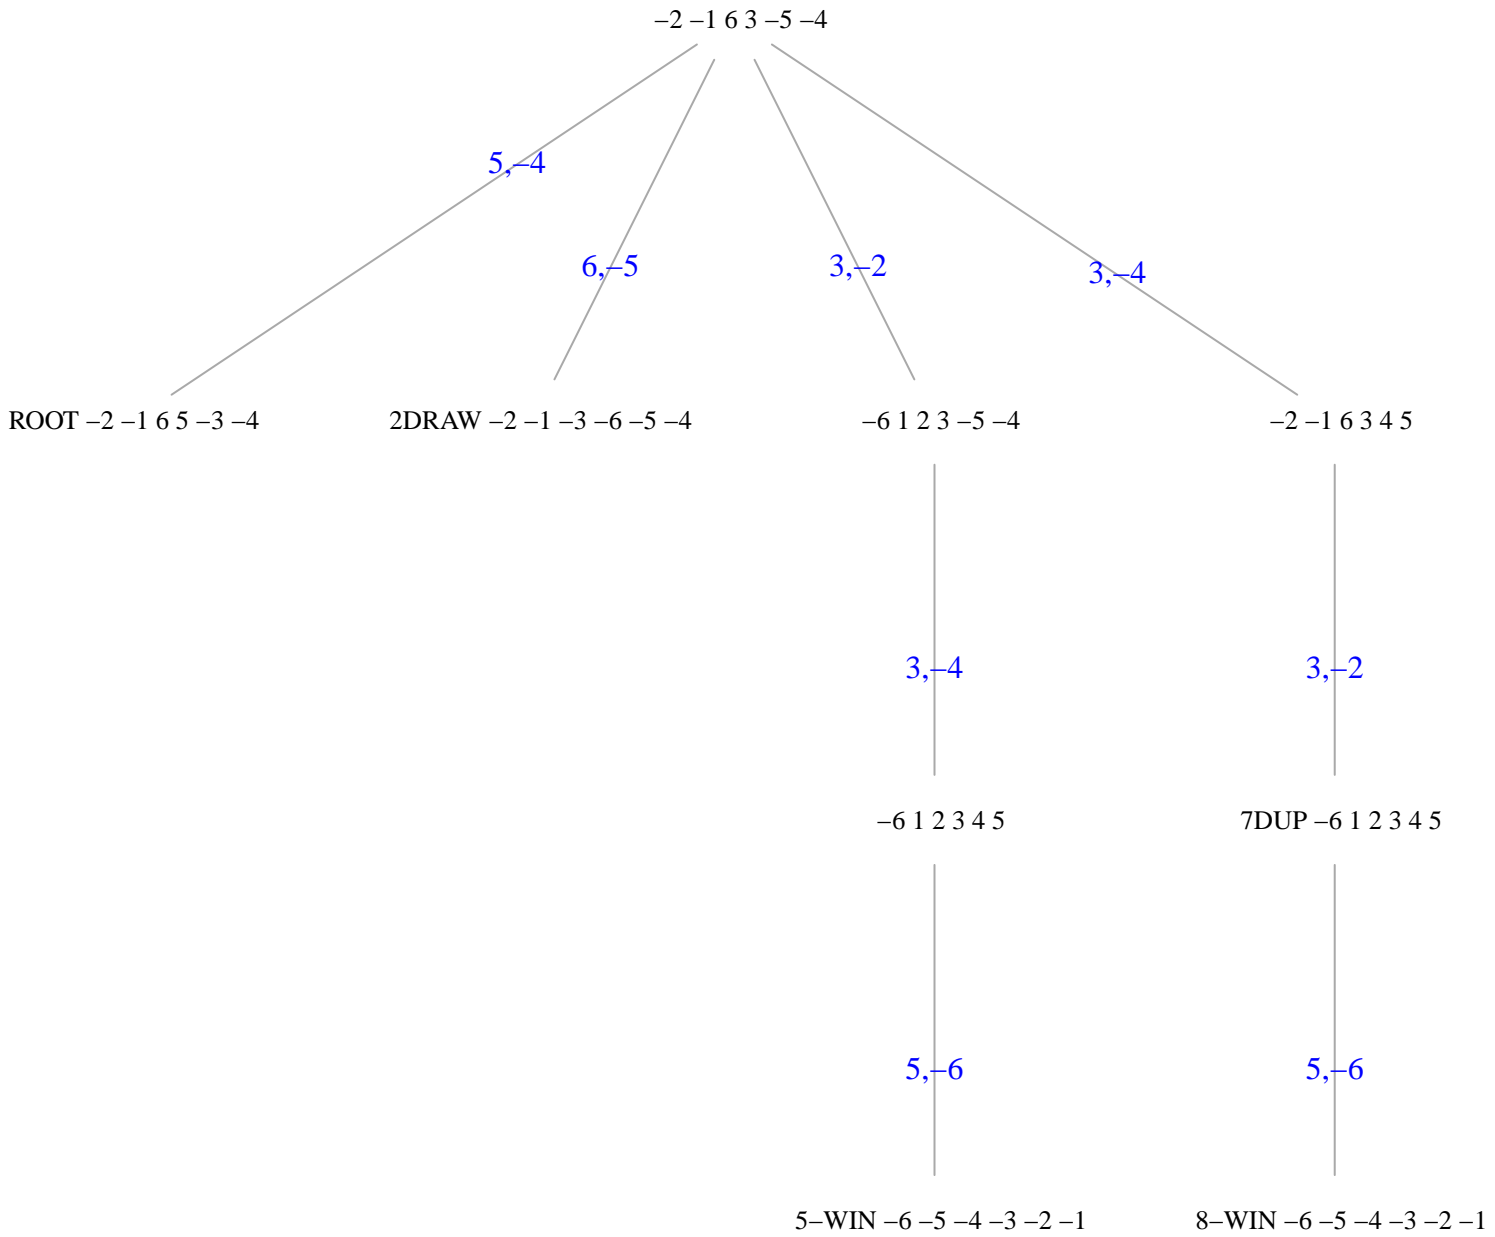 –2 –1 6 3 –5 –4
5,–4
6,–5
3,–2
3,–4
ROOT –2 –1 6 5 –3 –4
2DRAW –2 –1 –3 –6 –5 –4
–6 1 2 3 –5 –4
–2 –1 6 3 4 5
3,–4
3,–2
–6 1 2 3 4 5
7DUP –6 1 2 3 4 5
5,–6
5,–6
5–WIN –6 –5 –4 –3 –2 –1
8–WIN –6 –5 –4 –3 –2 –1